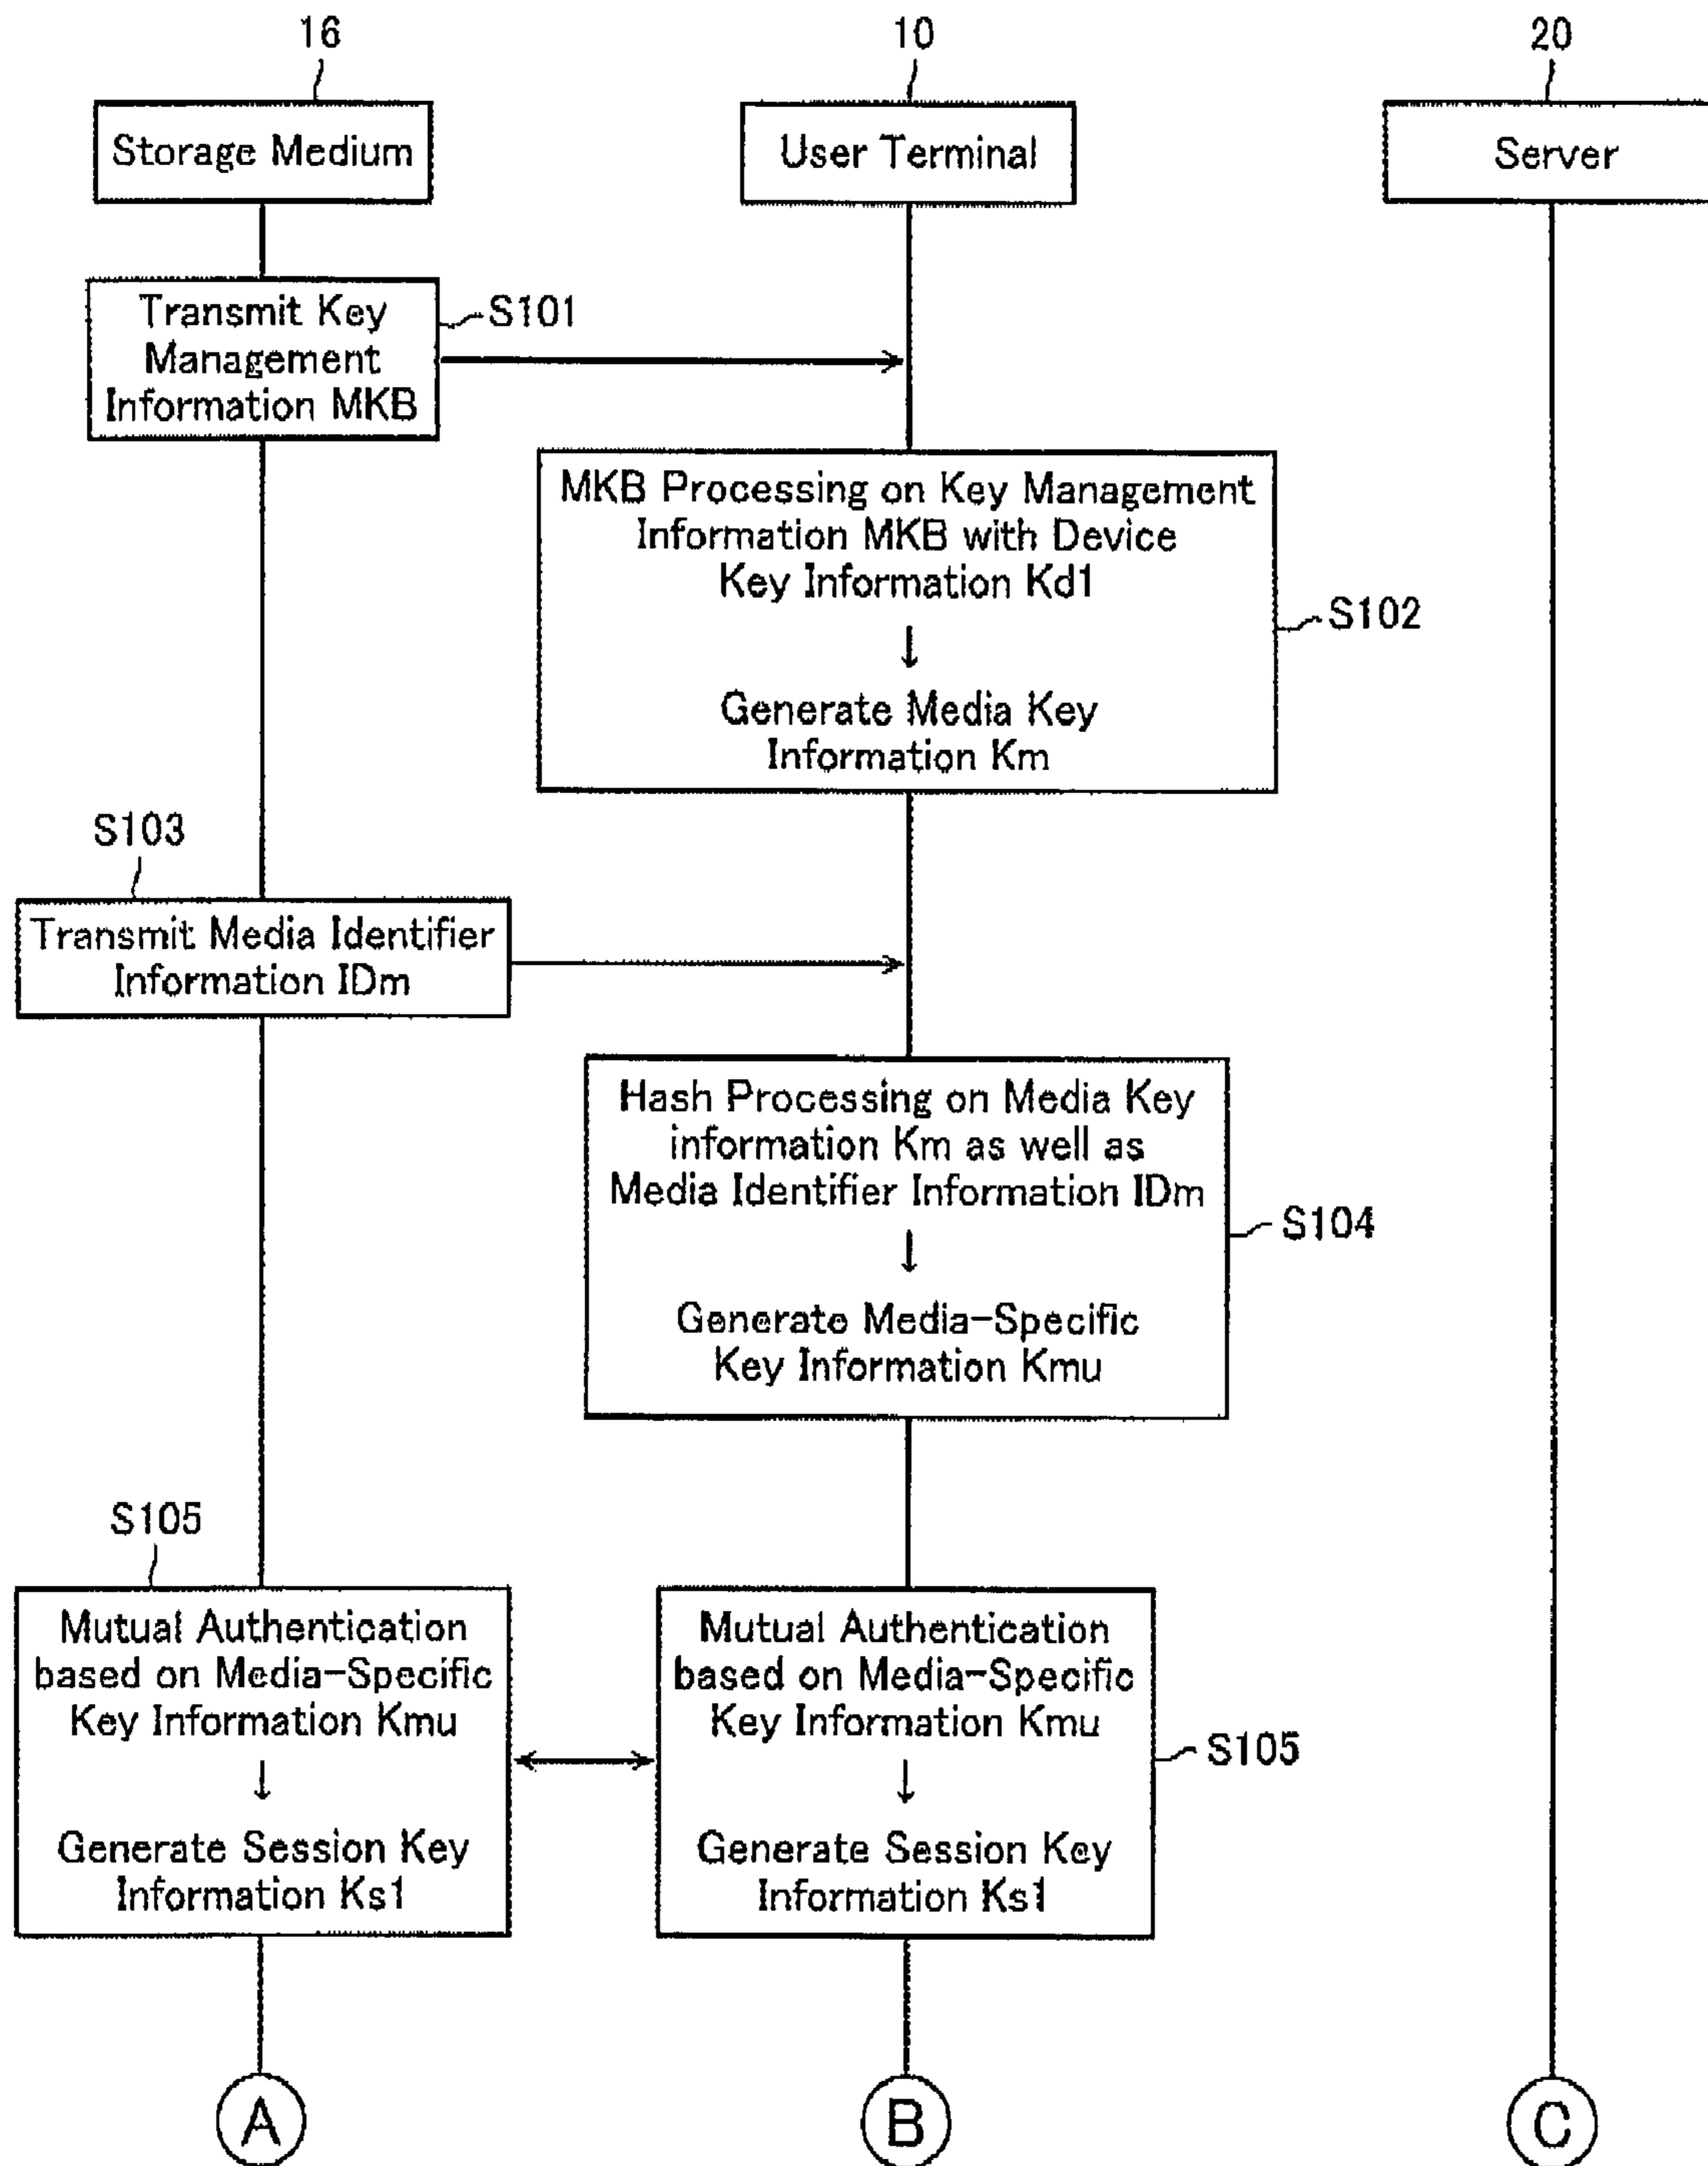 16
10
20
Storage Medium
User Terminal
Server
Transmit Key
Management
Information MKB
S101
MKB Processing on Key Management
Information MKB with Device
Key Information Kd1
↓
Generate Media Key
Information Km
S102
S103
Transmit Media Identifier
Information IDm
Hash Processing on Media Key
information Km as well as
Media Identifier Information IDm
↓
Generate Media-Specific
Key Information Kmu
S104
S105
Mutual Authentication
based on Media-Specific
Key Information Kmu
↓
Generate Session Key
Information Ks1
Mutual Authentication
based on Media-Specific
Key Information Kmu
↓
Generate Session Key
Information Ks1
S105
A
B
C